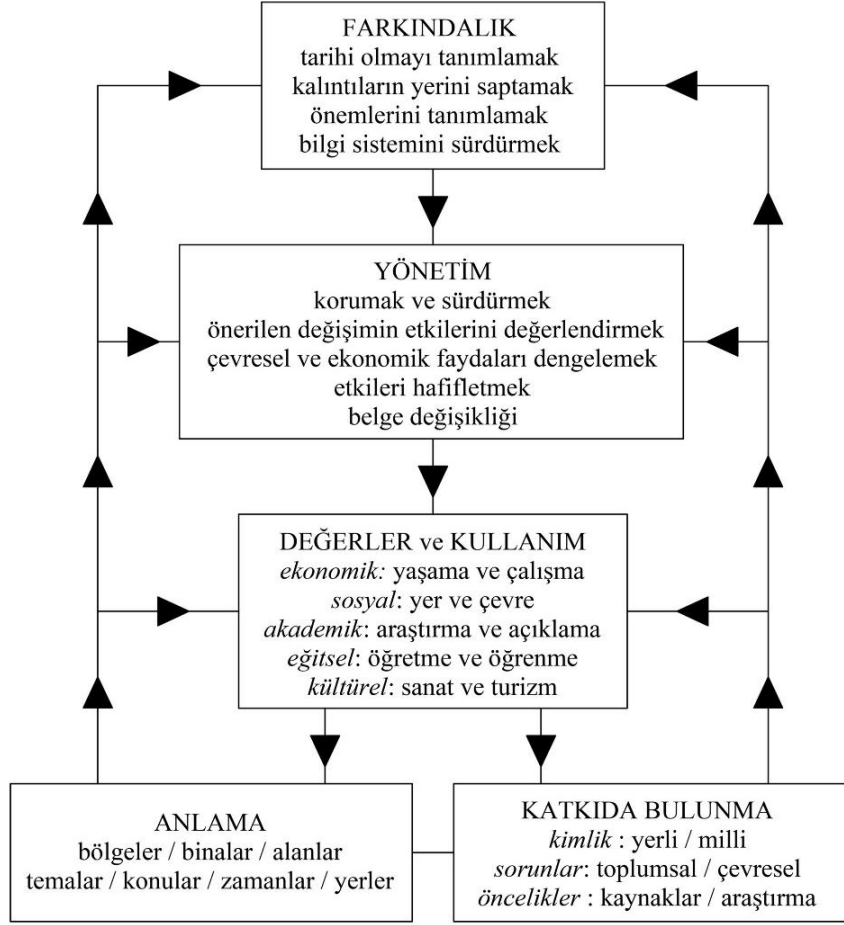 FARKINDALIK
tarihi olmayı tanımlamak
kalıntıların yerini saptamak
önemlerini tanımlamak
bilgi sistemini sürdürmek
YÖNETİM
korumak ve sürdürmek
önerilen değişimin etkilerini değerlendirmek
çevresel ve ekonomik faydaları dengelemek
etkileri hafifletmek
belge değişikliği
DEĞERLER ve KULLANIM
ekonomik: yaşama ve çalışma
sosyal: yer ve çevre
akademik: araştırma ve açıklama
eğitsel: öğretme ve öğrenme
kültürel: sanat ve turizm
ANLAMA
bölgeler / binalar / alanlar
temalar / konular / zamanlar / yerler
KATKIDA BULUNMA
kimlik : yerli / milli
sorunlar: toplumsal / çevresel
öncelikler : kaynaklar / araştırma